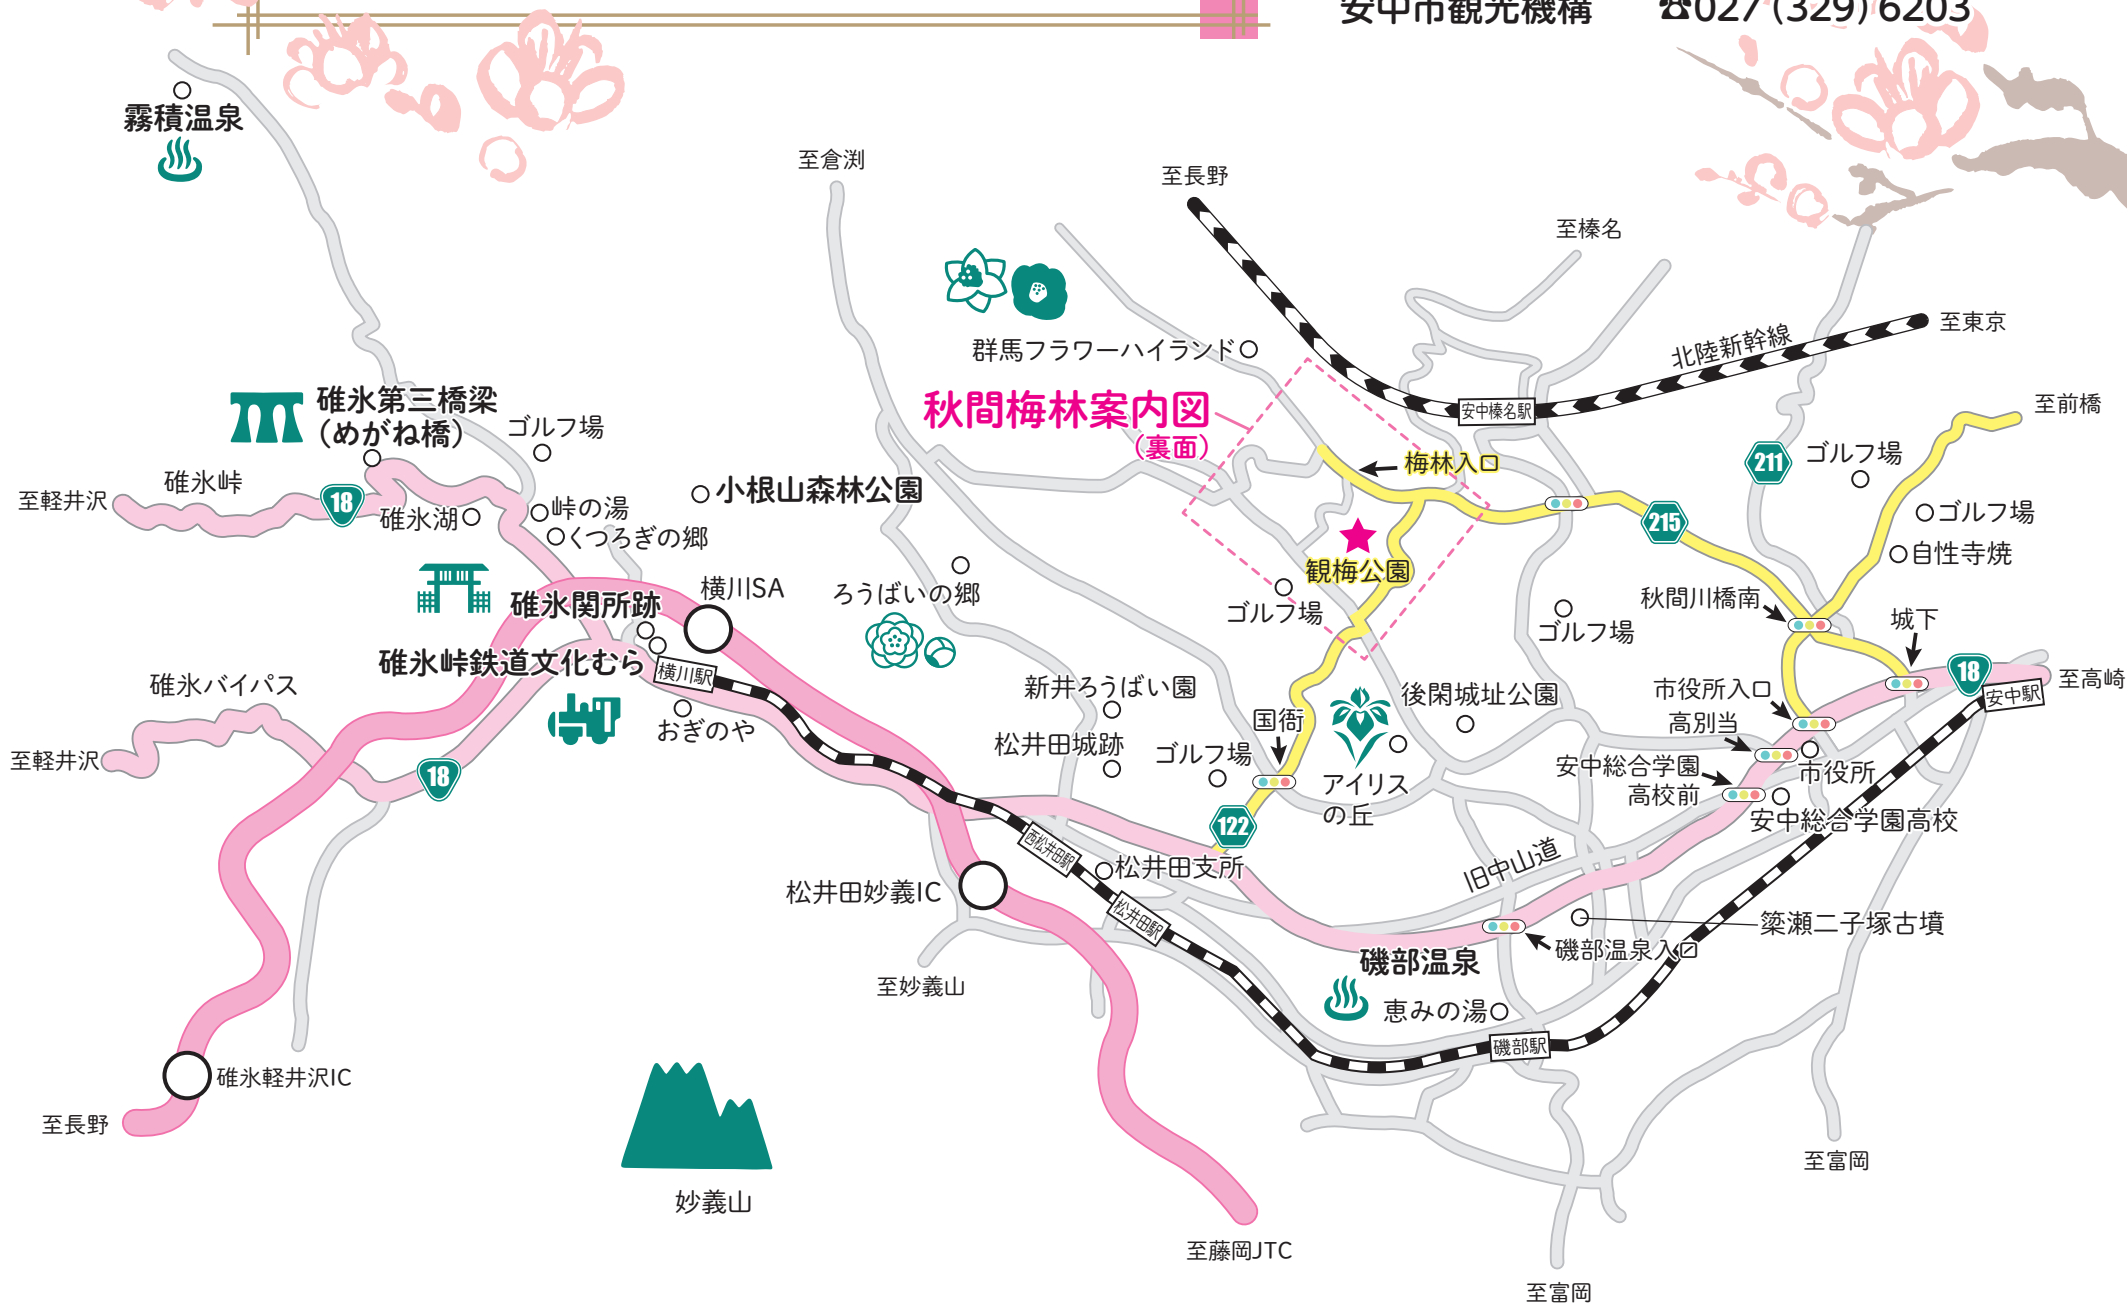 安中市観光機構 ☎027(329)6203
霧積温泉
至倉渕
至長野
至榛名
至東京
北陸新幹線
群馬フラワーハイランド
秋間梅林案内図
(裏面)
安中榛名駅
至前橋
碓氷第三橋梁
(めがね橋)
ゴルフ場
梅林入口
211
ゴルフ場
碓氷峠
至軽井沢
18
碓氷湖
峠の湯
くつろぎの郷
小根山森林公園
215
ゴルフ場
自性寺焼
観梅公園
横川SA
ろうばいの郷
碓氷関所跡
ゴルフ場
ゴルフ場
秋間川橋南
城下
碓氷峠鉄道文化むら
横川駅
碓氷バイパス
新井ろうばい園
後閑城址公園
市役所入口
18
安中駅
至高崎
おぎのや
国衙
高別当
松井田城跡
ゴルフ場
至軽井沢
18
アイリス
の丘
安中総合学園
高校前
市役所
安中総合学園高校
122
西松井田駅
松井田支所
旧中山道
松井田妙義IC
松井田駅
簗瀬二子塚古墳
磯部温泉入口
磯部温泉
至妙義山
恵みの湯
磯部駅
碓氷軽井沢IC
至長野
妙義山
至富岡
至藤岡JTC
至富岡